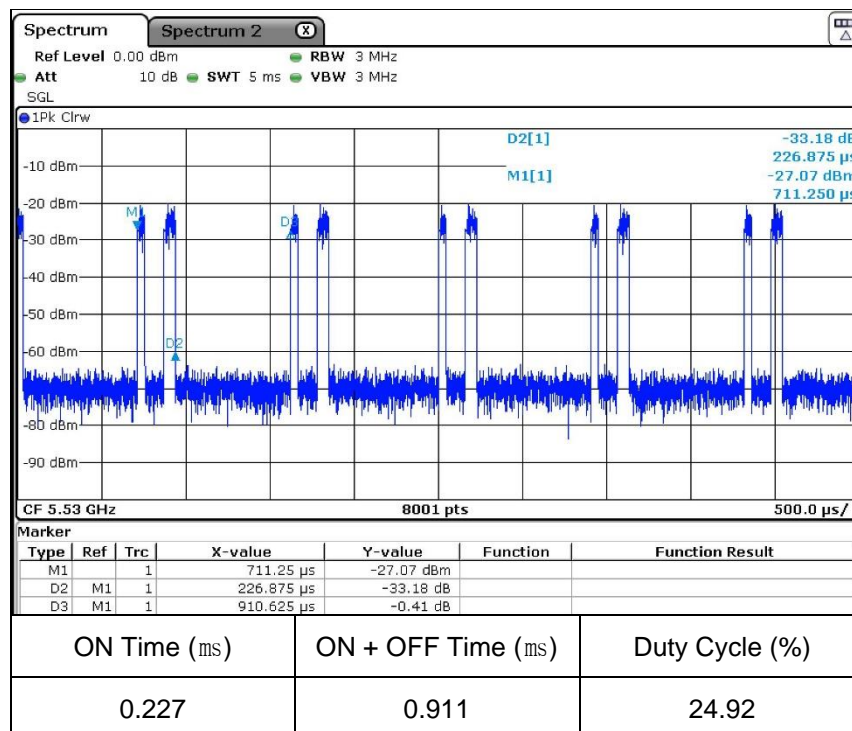 Spectrum Spectrum 2 X
Ref Level 0.00 dBm RBW 3 MHz
Att 10 dB SWT 5 ms VBW 3 MHz
SGL
1Pk Clrw
D2[1] -33.18 dB
226.875 µs
-10 dBm
M1[1] -27.07 dBm
711.250 µs
-20 dBm
M1
D3
-30 dBm
-40 dBm
-50 dBm
D2
-60 dBm
-80 dBm
-90 dBm
CF 5.53 GHz 8001 pts 500.0 µs/
Marker
Type Ref Trc X-value Y-value Function Function Result
M1 1 711.25 µs -27.07 dBm
D2 M1 1 226.875 µs -33.18 dB
D3 M1 1 910.625 µs -0.41 dB
ON Time (㎳) ON + OFF Time (㎳) Duty Cycle (%)
0.227 0.911 24.92